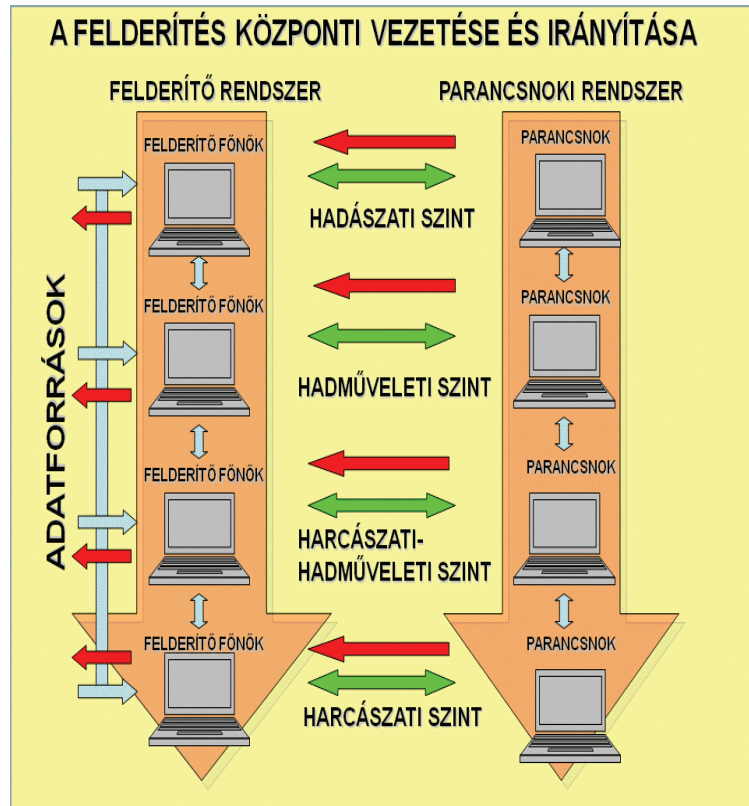 A FELDERÍTÉS KÖZPONTI VEZETÉSE ÉS IRÁNYÍTÁSA
FELDERÍTŐ RENDSZER
PARANCSNOKI RENDSZER
FELDERÍTŐ FŐNÖK
PARANCSNOK
HADÁSZATI SZINT
FELDERÍTŐ FŐNÖK
PARANCSNOK
HADMŰVELETI SZINT
FELDERÍTŐ FŐNÖK
PARANCSNOK
HARCÁSZATI-
HADMŰVELETI SZINT
FELDERÍTŐ FŐNÖK
PARANCSNOK
HARCÁSZATI SZINT
ADATFORRÁSOK